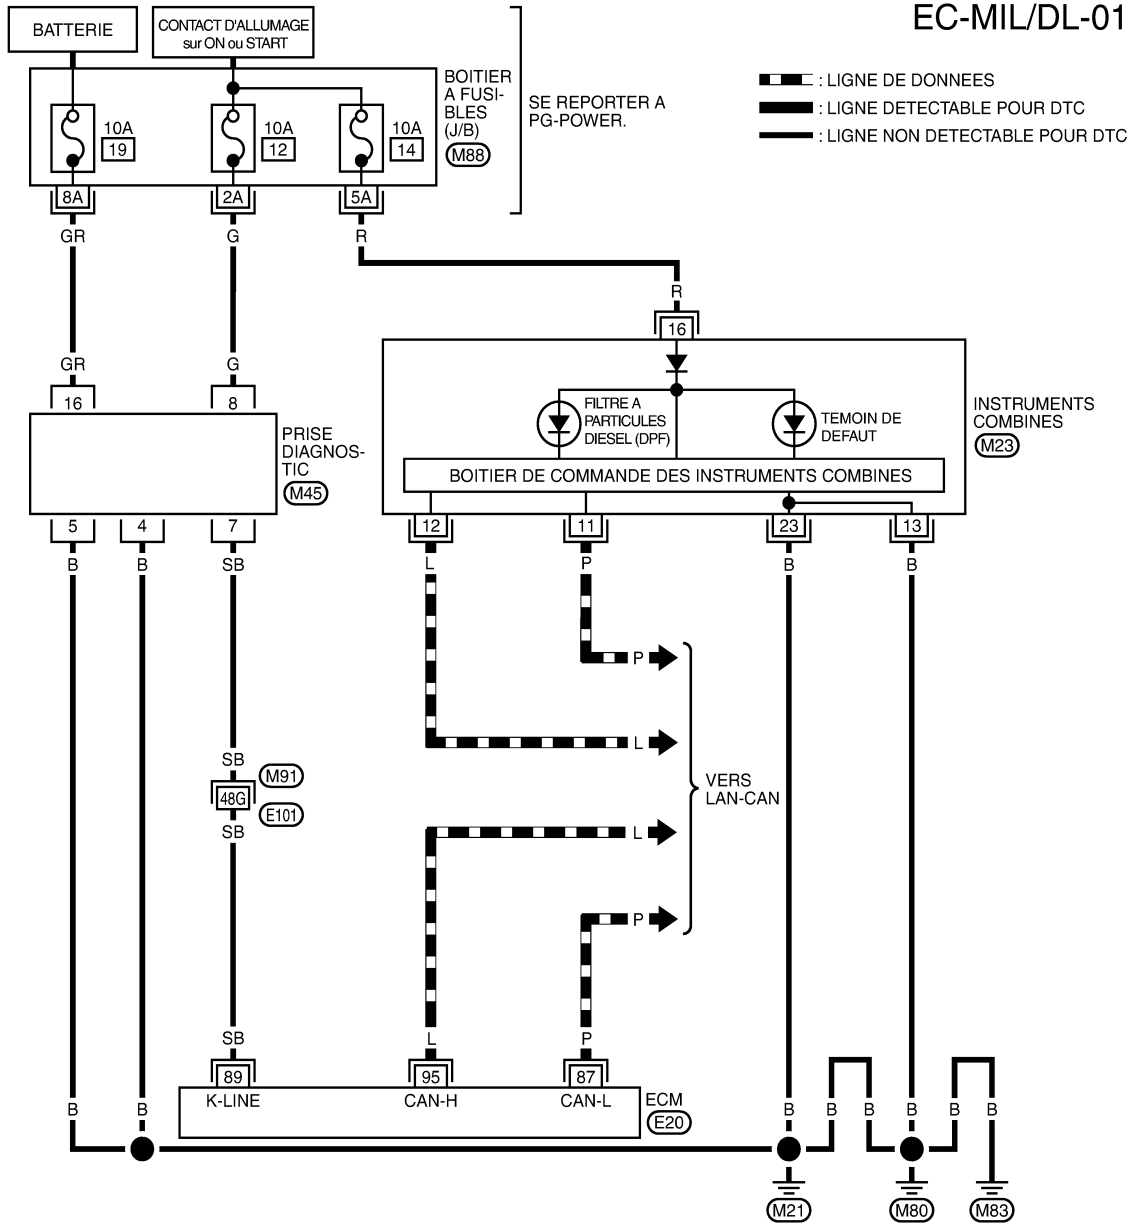 EC-MIL/DL-01
BATTERIE
CONTACT D'ALLUMAGE
sur ON ou START
: LIGNE DE DONNEES
: LIGNE DETECTABLE POUR DTC
: LIGNE NON DETECTABLE POUR DTC
BOITIER
A FUSI-
BLES
(J/B)
M88
SE REPORTER A
PG-POWER.
10A
19
10A
12
10A
14
8A
2A
5A
GR
G
R
R
GR
G
16
8
16
PRISE
DIAGNOS-
TIC
M45
FILTRE A
PARTICULES
DIESEL (DPF)
TEMOIN DE
DEFAUT
INSTRUMENTS
COMBINES
M23
BOITIER DE COMMANDE DES INSTRUMENTS COMBINES
5
4
7
12
11
23
13
B
B
SB
L
P
B
B
P
L
VERS
LAN-CAN
SB
M91
48G
E101
SB
L
P
SB
L
P
89
95
87
K-LINE
CAN-H
CAN-L
ECM
E20
B
B
B
B
B
B
B
B
M21
M80
M83